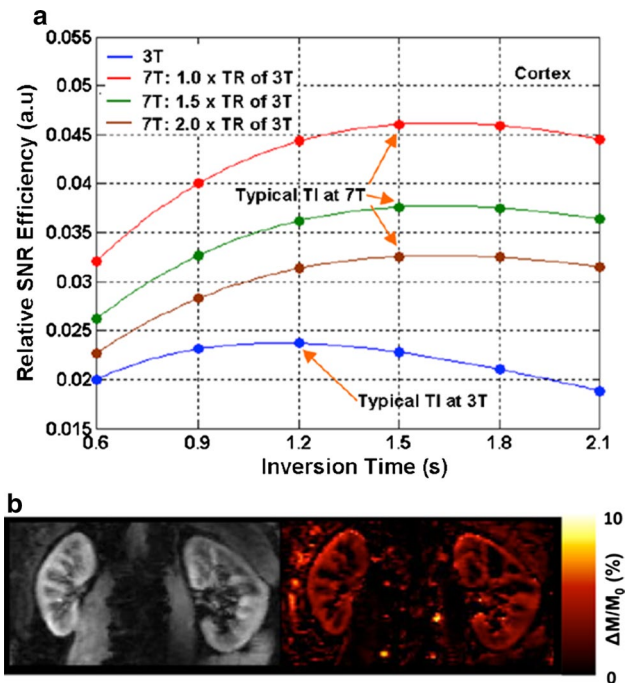 a
0.055
0.05
0.045
0.04
0.035
0.03
0.025
0.02
0.015
Relative SNR Efficiency (a.u)
3T
7T: 1.0 x TR of 3T
7T: 1.5 x TR of 3T
7T: 2.0 x TR of 3T
Cortex
Typical TI at 7T
Typical TI at 3T
0.6 0.9 1.2 1.5 1.8 2.1
Inversion Time (s)
b
10
0
ΔM/M₀ (%)